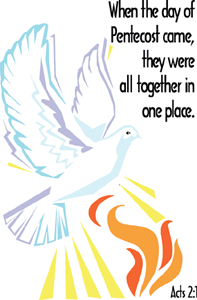 When the day of
Pentecost came,
they were
all together in
one place.
Acts 2:1